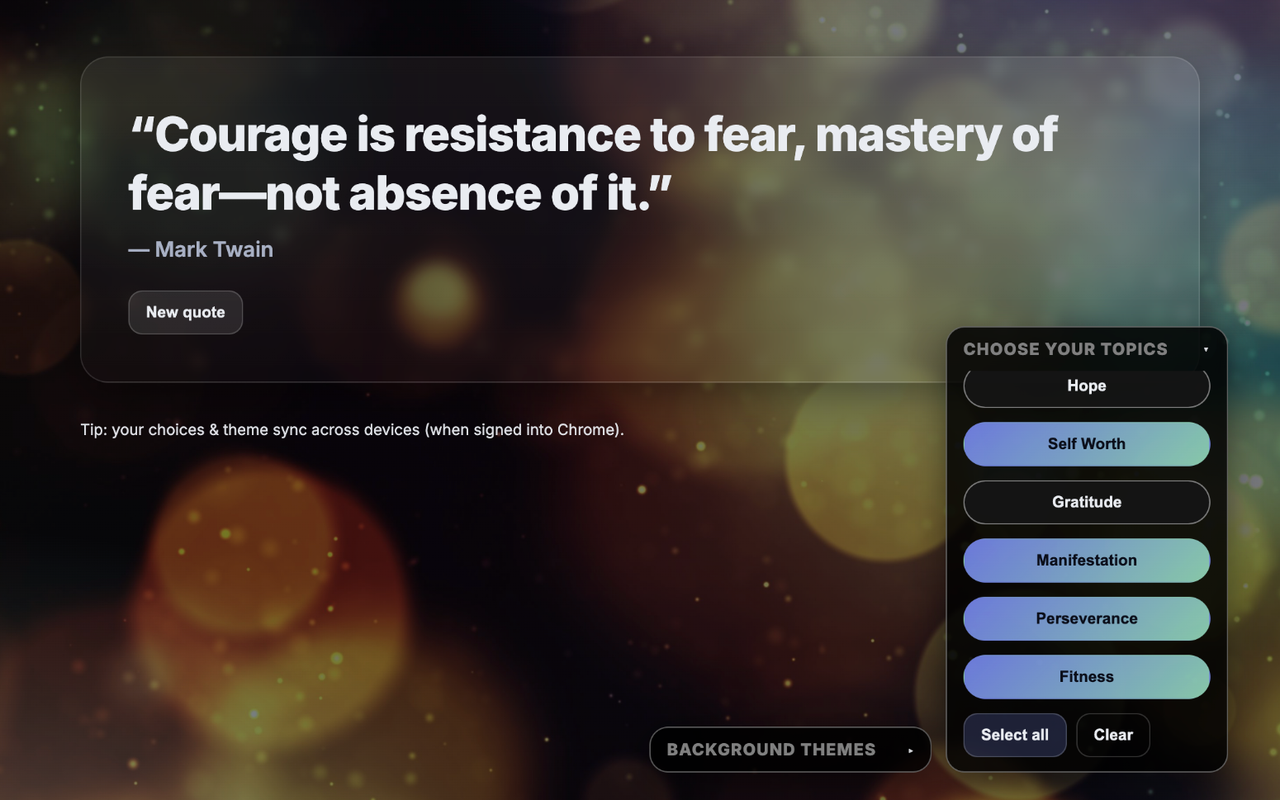 “Courage is resistance to fear, mastery of
fear—not absence of it.”
— Mark Twain
New quote
Tip: your choices & theme sync across devices (when signed into Chrome).
CHOOSE YOUR TOPICS
Hope
Self Worth
Gratitude
Manifestation
Perseverance
Fitness
Select all
Clear
BACKGROUND THEMES